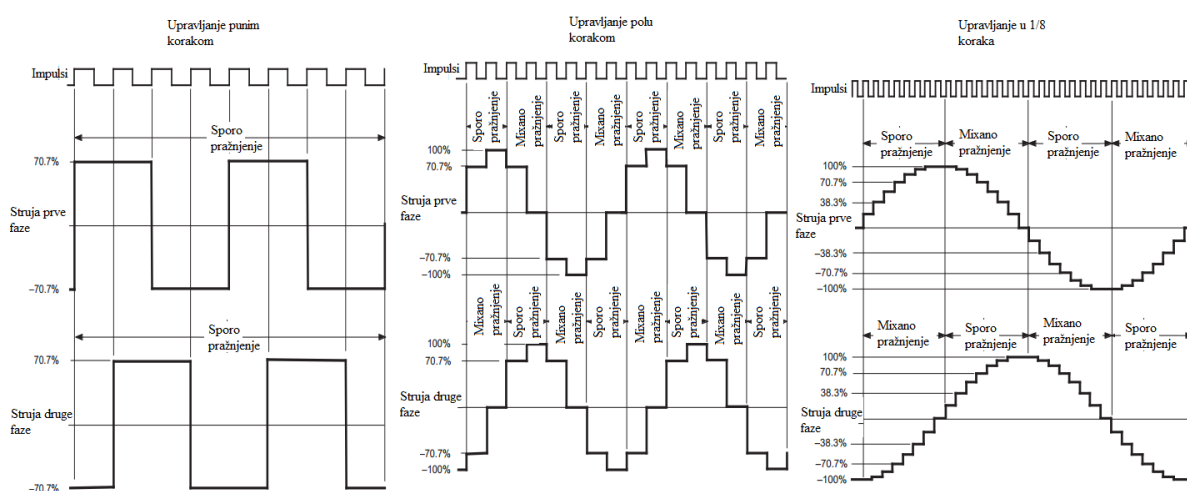 Upravljanje punim
korakom
Impulsi
Sporo
pražnjenje
70.7%
Struja prve
faze
–70.7%
Sporo
pražnjenje
70.7%
Struja druge
faze
–70.7%
Upravljanje polu
korakom
Impulsi
Sporo
pražnjenje
Mixano
pražnjenje
Sporo
pražnjenje
Mixano
pražnjenje
Sporo
pražnjenje
Mixano
pražnjenje
Sporo
pražnjenje
Mixano
pražnjenje
100%
70.7%
Struja prve
faze
–70.7%
–100%
Mixano
pražnjenje
Sporo
pražnjenje
Mixano
pražnjenje
Sporo
pražnjenje
Mixano
pražnjenje
Sporo
pražnjenje
Mixano
pražnjenje
Sporo
pražnjenje
100%
70.7%
Struja druge
faze
–70.7%
–100%
Upravljanje u 1/8
koraka
Impulsi
Sporo
pražnjenje
Mixano
pražnjenje
Sporo
pražnjenje
Mixano
pražnjenje
100%
70.7%
38.3%
Struja prve
faze
–38.3%
–70.7%
–100%
Mixano
pražnjenje
Sporo
pražnjenje
Mixano
pražnjenje
Sporo
pražnjenje
100%
70.7%
38.3%
Struja druge
faze
–38.3%
–70.7%
–100%